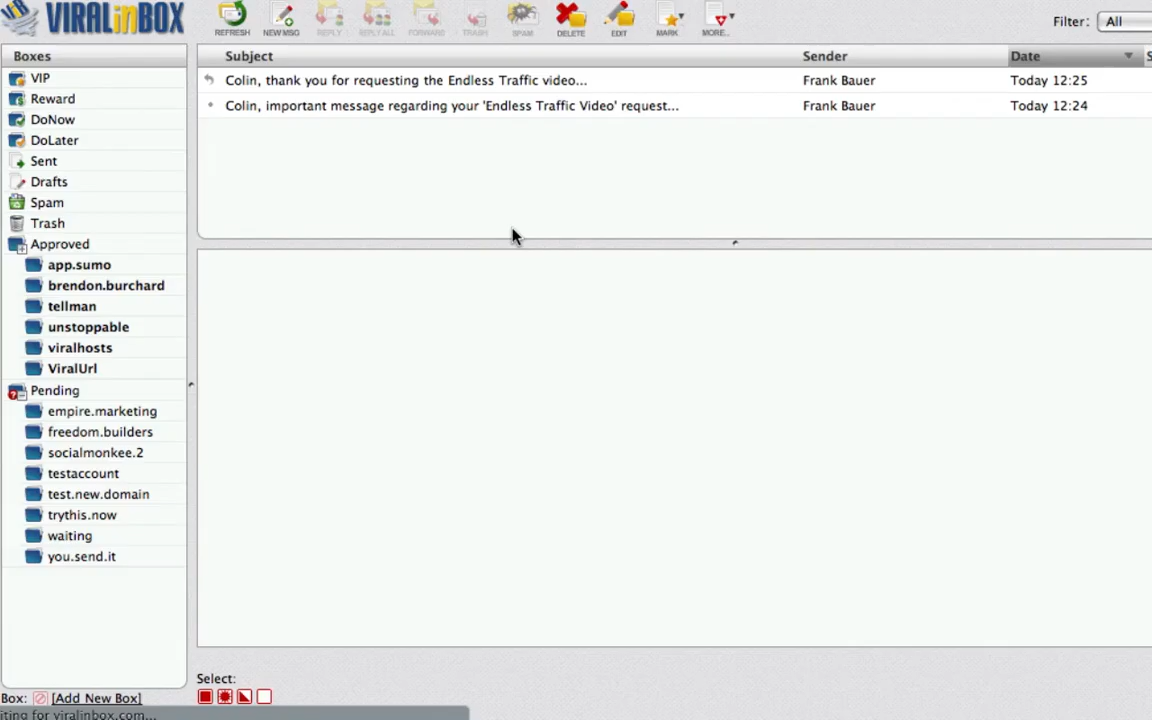 VIRALinBOX
REFRESH NEW MSG REPLY REPLY ALL FORWARD TRASH SPAM DELETE EDIT MARK MORE..
Filter: All
Boxes
VIP
Reward
DoNow
DoLater
Sent
Drafts
Spam
Trash
Approved
app.sumo
brendon.burchard
tellman
unstoppable
viralhosts
ViralUrl
Pending
empire.marketing
freedom.builders
socialmonkee.2
testaccount
test.new.domain
trythis.now
waiting
you.send.it
Box: [Add New Box]
iting for viralinbox.com...
Subject Sender Date S
Colin, thank you for requesting the Endless Traffic video... Frank Bauer Today 12:25
Colin, important message regarding your 'Endless Traffic Video' request... Frank Bauer Today 12:24
Select: